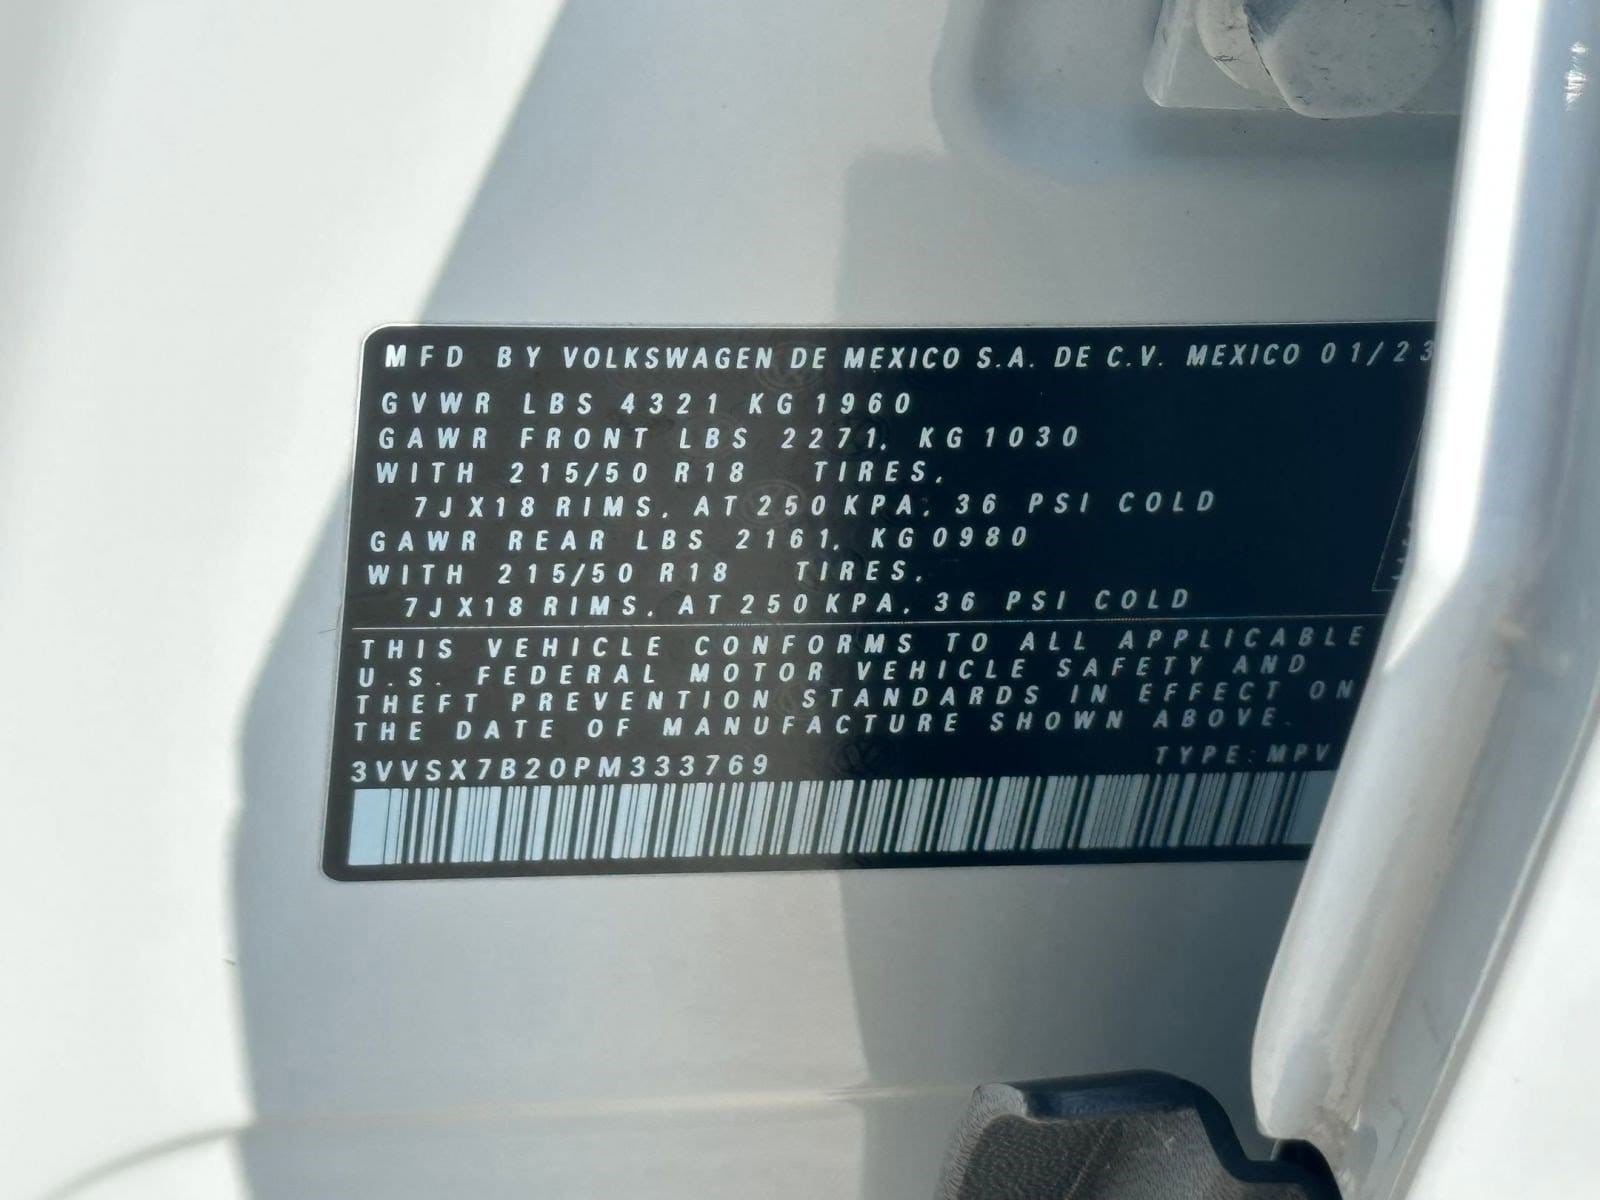 MFD BY VOLKSWAGEN DE MEXICO S.A. DE C.V. MEXICO 01/23
GVWR LBS 4321 KG 1960
GAWR FRONT LBS 2271, KG 1030
WITH 215/50 R18 TIRES,
7JX18 RIMS, AT 250 KPA, 36 PSI COLD
GAWR REAR LBS 2161, KG 0980
WITH 215/50 R18 TIRES,
7JX18 RIMS, AT 250 KPA, 36 PSI COLD
THIS VEHICLE CONFORMS TO ALL APPLICABLE
U.S. FEDERAL MOTOR VEHICLE SAFETY AND
THEFT PREVENTION STANDARDS IN EFFECT ON
THE DATE OF MANUFACTURE SHOWN ABOVE.
3VVSX7B20PM333769 TYPE: MPV